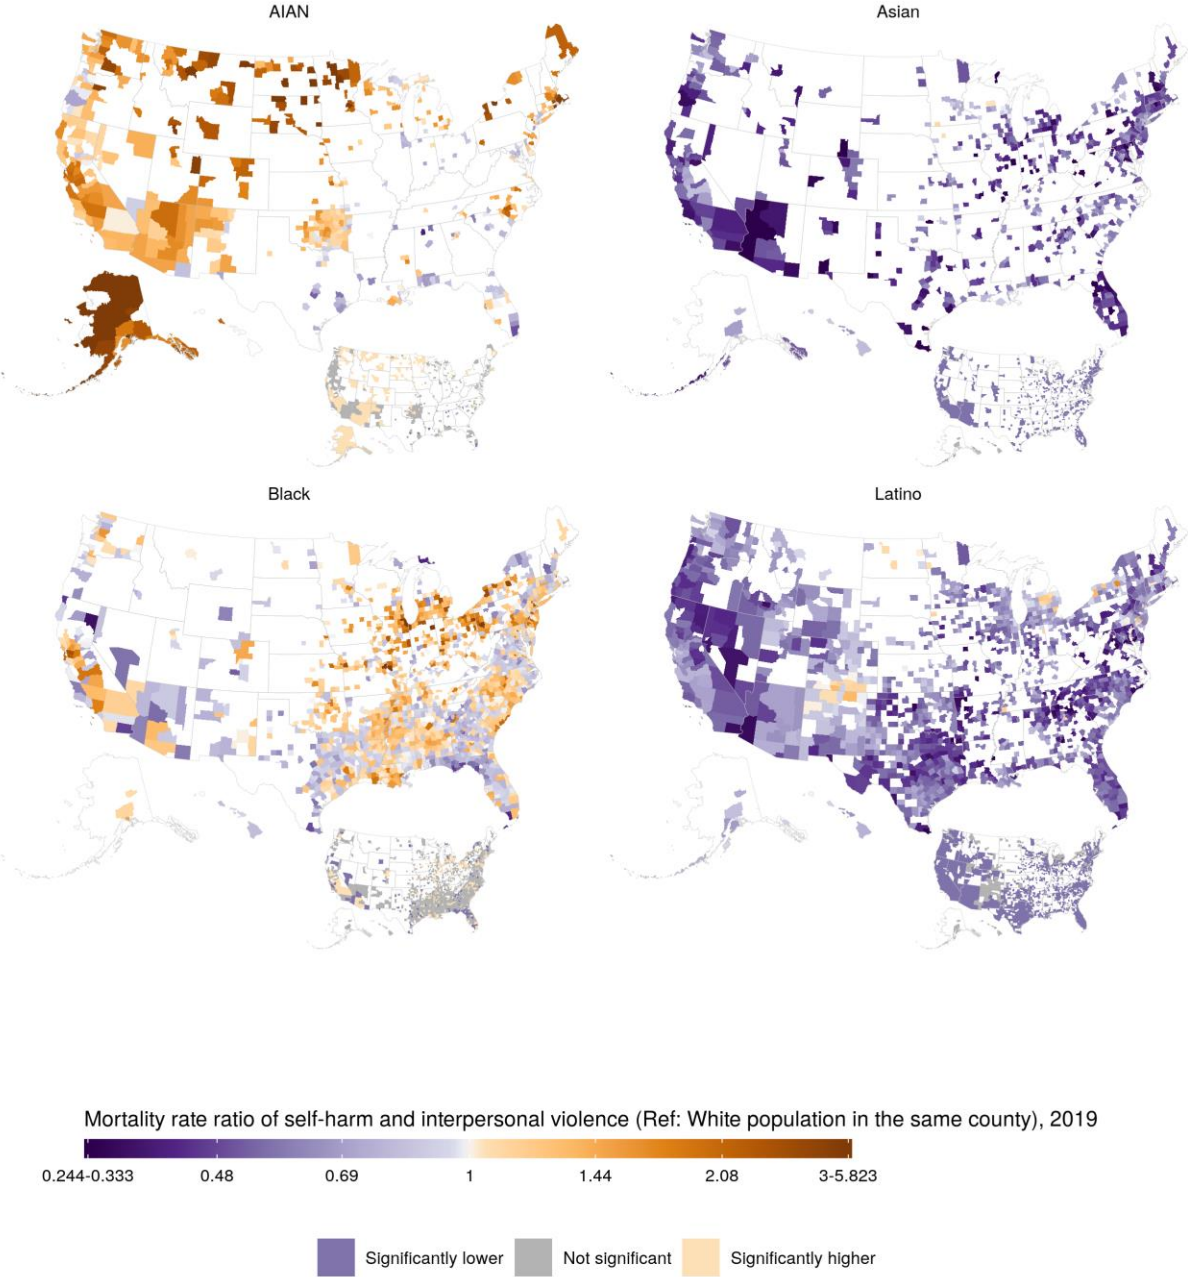 AIAN
Asian
Black
Latino
Mortality rate ratio of self-harm and interpersonal violence (Ref: White population in the same county), 2019
0.244-0.333 0.48 0.69 1 1.44 2.08 3-5.823
Significantly lower Not significant Significantly higher